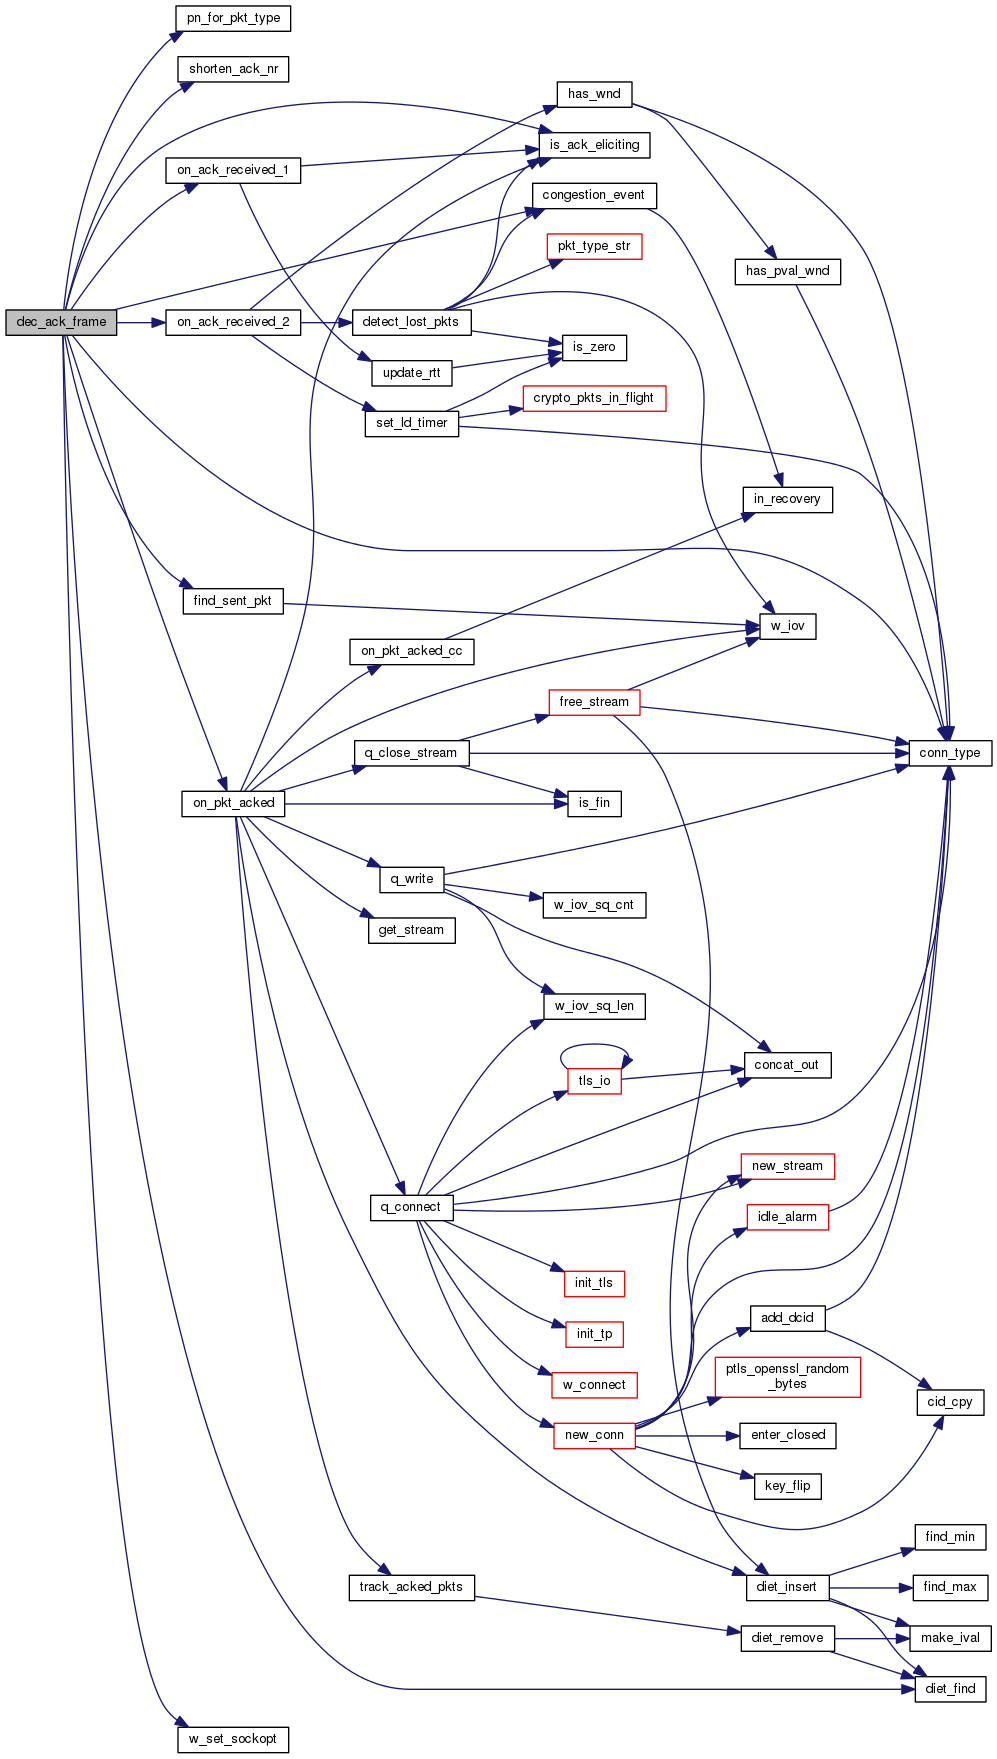 pn_for_pkt_type
shorten_ack_nr
has_wnd
is_ack_eliciting
on_ack_received_1
congestion_event
pkt_type_str
has_pval_wnd
dec_ack_frame
on_ack_received_2
detect_lost_pkts
is_zero
update_rtt
crypto_pkts_in_flight
set_ld_timer
in_recovery
find_sent_pkt
w_iov
on_pkt_acked_cc
free_stream
q_close_stream
conn_type
on_pkt_acked
is_fin
q_write
w_iov_sq_cnt
get_stream
w_iov_sq_len
concat_out
tls_io
new_stream
q_connect
idle_alarm
init_tls
add_dcid
init_tp
ptls_openssl_random
_bytes
w_connect
cid_cpy
new_conn
enter_closed
key_flip
find_min
track_acked_pkts
diet_insert
find_max
diet_remove
make_ival
diet_find
w_set_sockopt